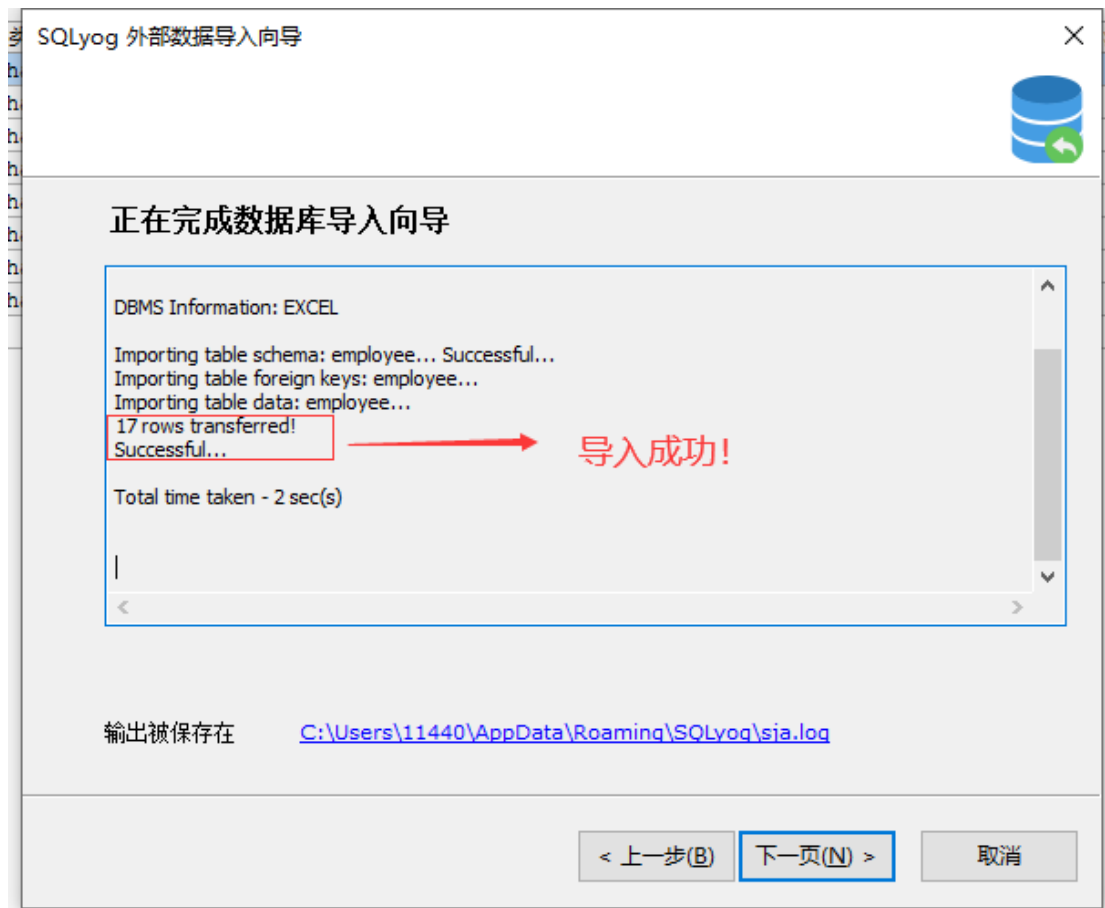 SQLyog 外部数据导入向导
正在完成数据库导入向导
DBMS Information: EXCEL
Importing table schema: employee... Successful...
Importing table foreign keys: employee...
Importing table data: employee...
17 rows transferred!
Successful...
导入成功!
Total time taken - 2 sec(s)
输出被保存在 C:\Users\11440\AppData\Roaming\SQLyog\sja.log
< 上一步(B) 下一页(N) > 取消